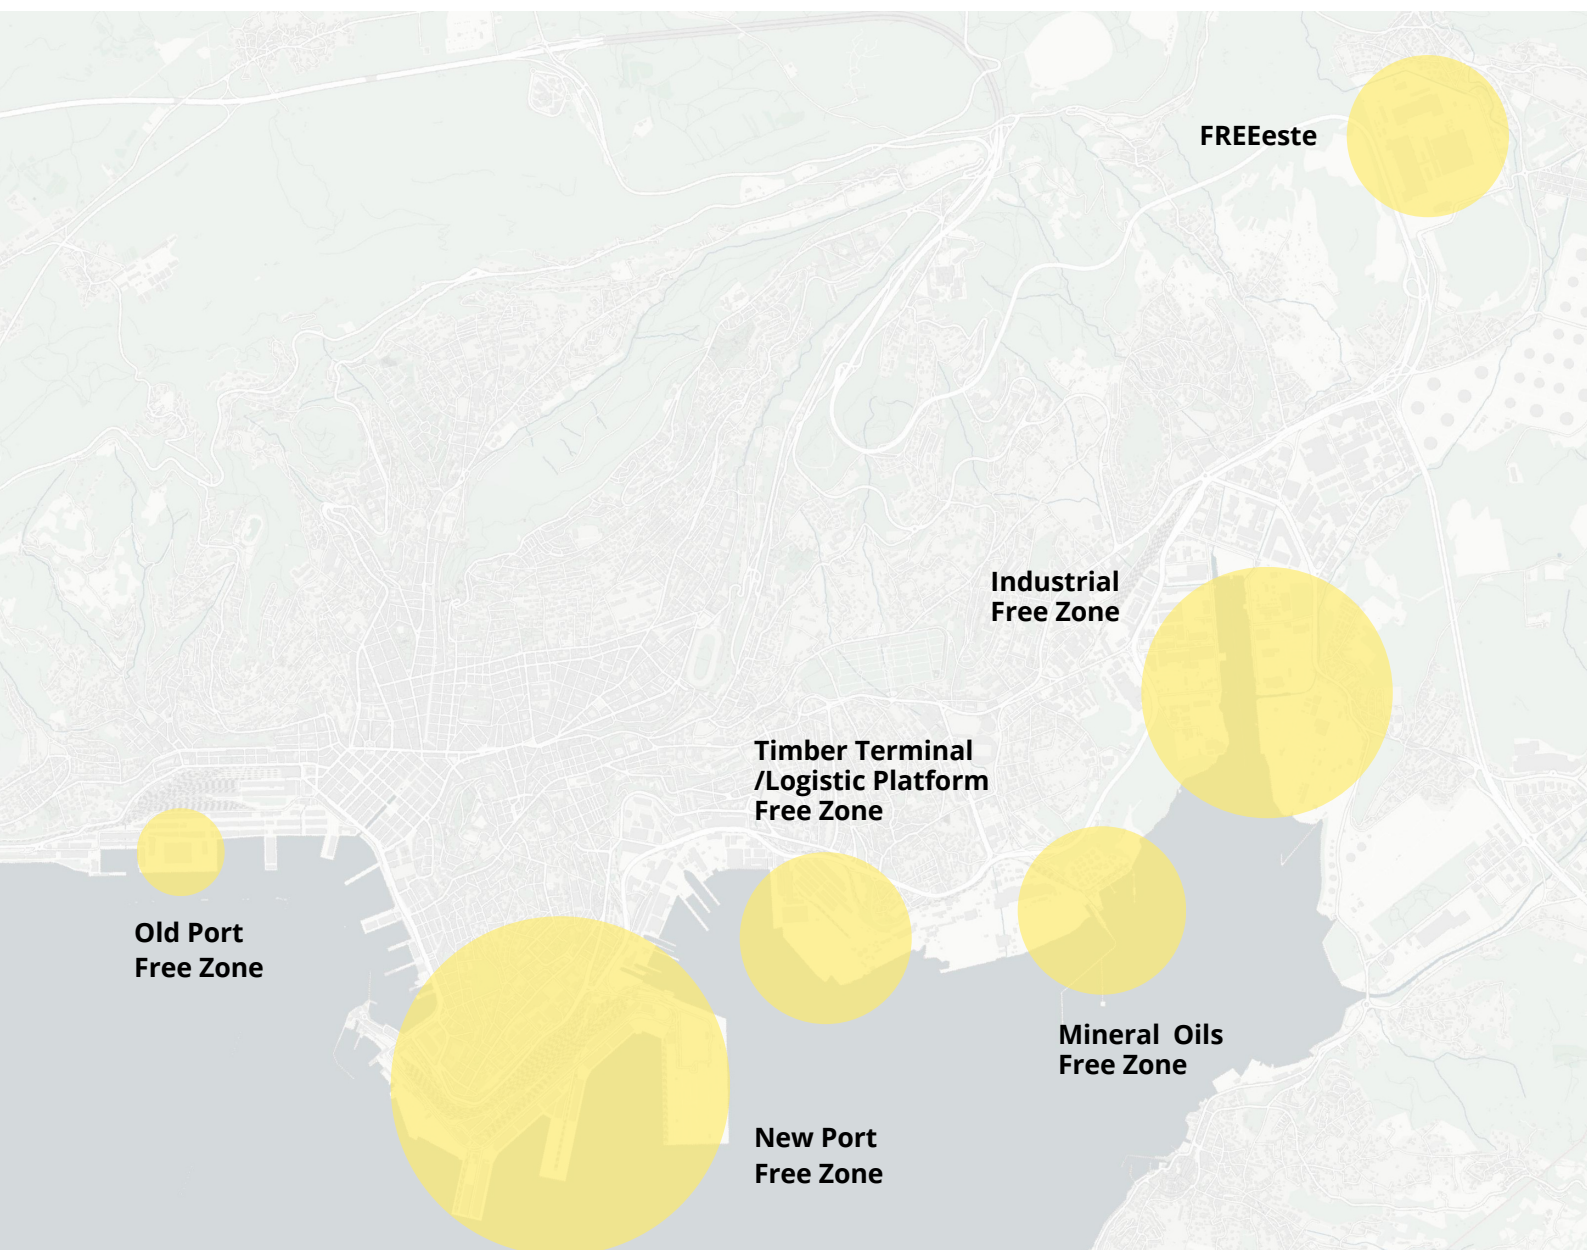 FREEeste
Industrial
Free Zone
Timber Terminal
/Logistic Platform
Free Zone
Old Port
Free Zone
Mineral  Oils
Free Zone
New Port
Free Zone